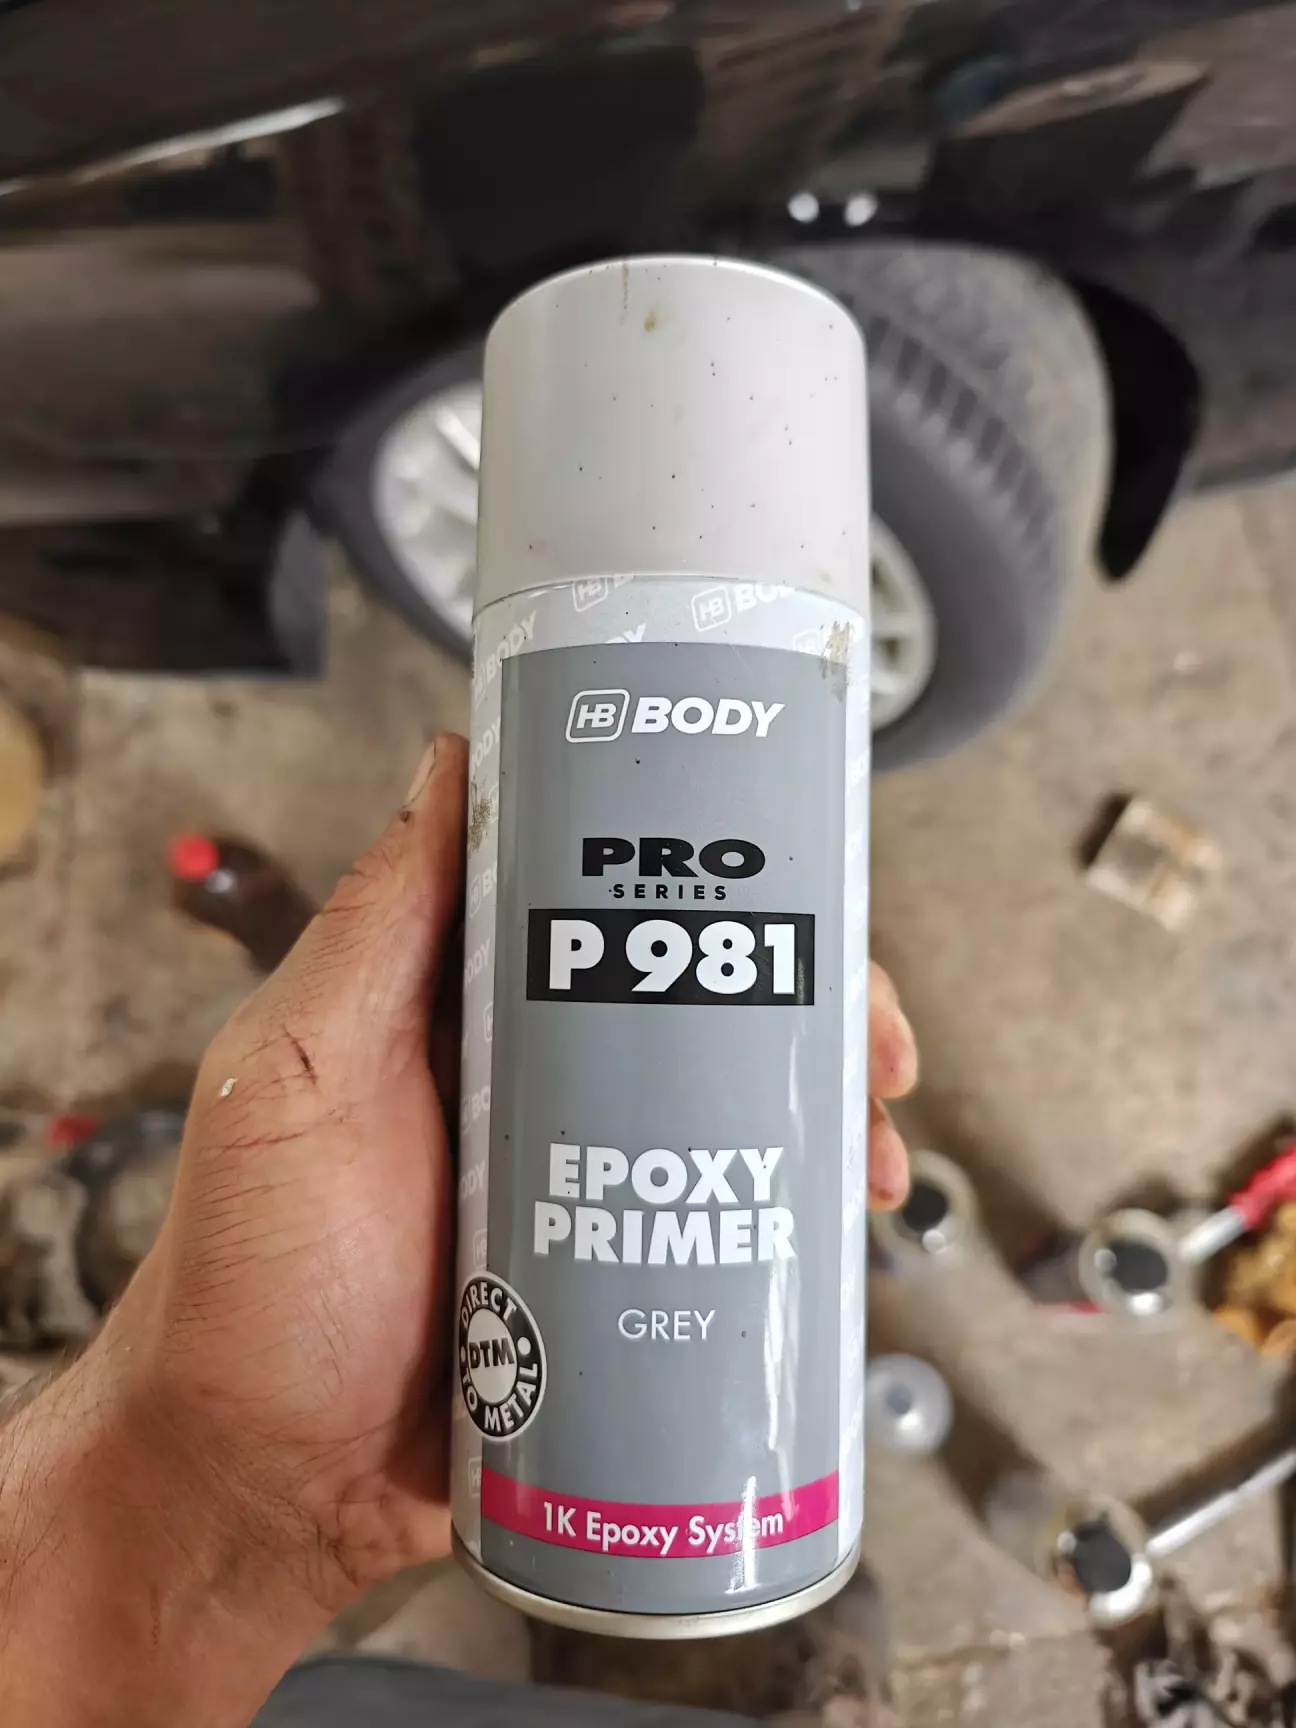 HB BODY
PRO
SERIES
P 981
EPOXY
PRIMER
GREY
DIRECT
DTM
TO METAL
1K Epoxy System